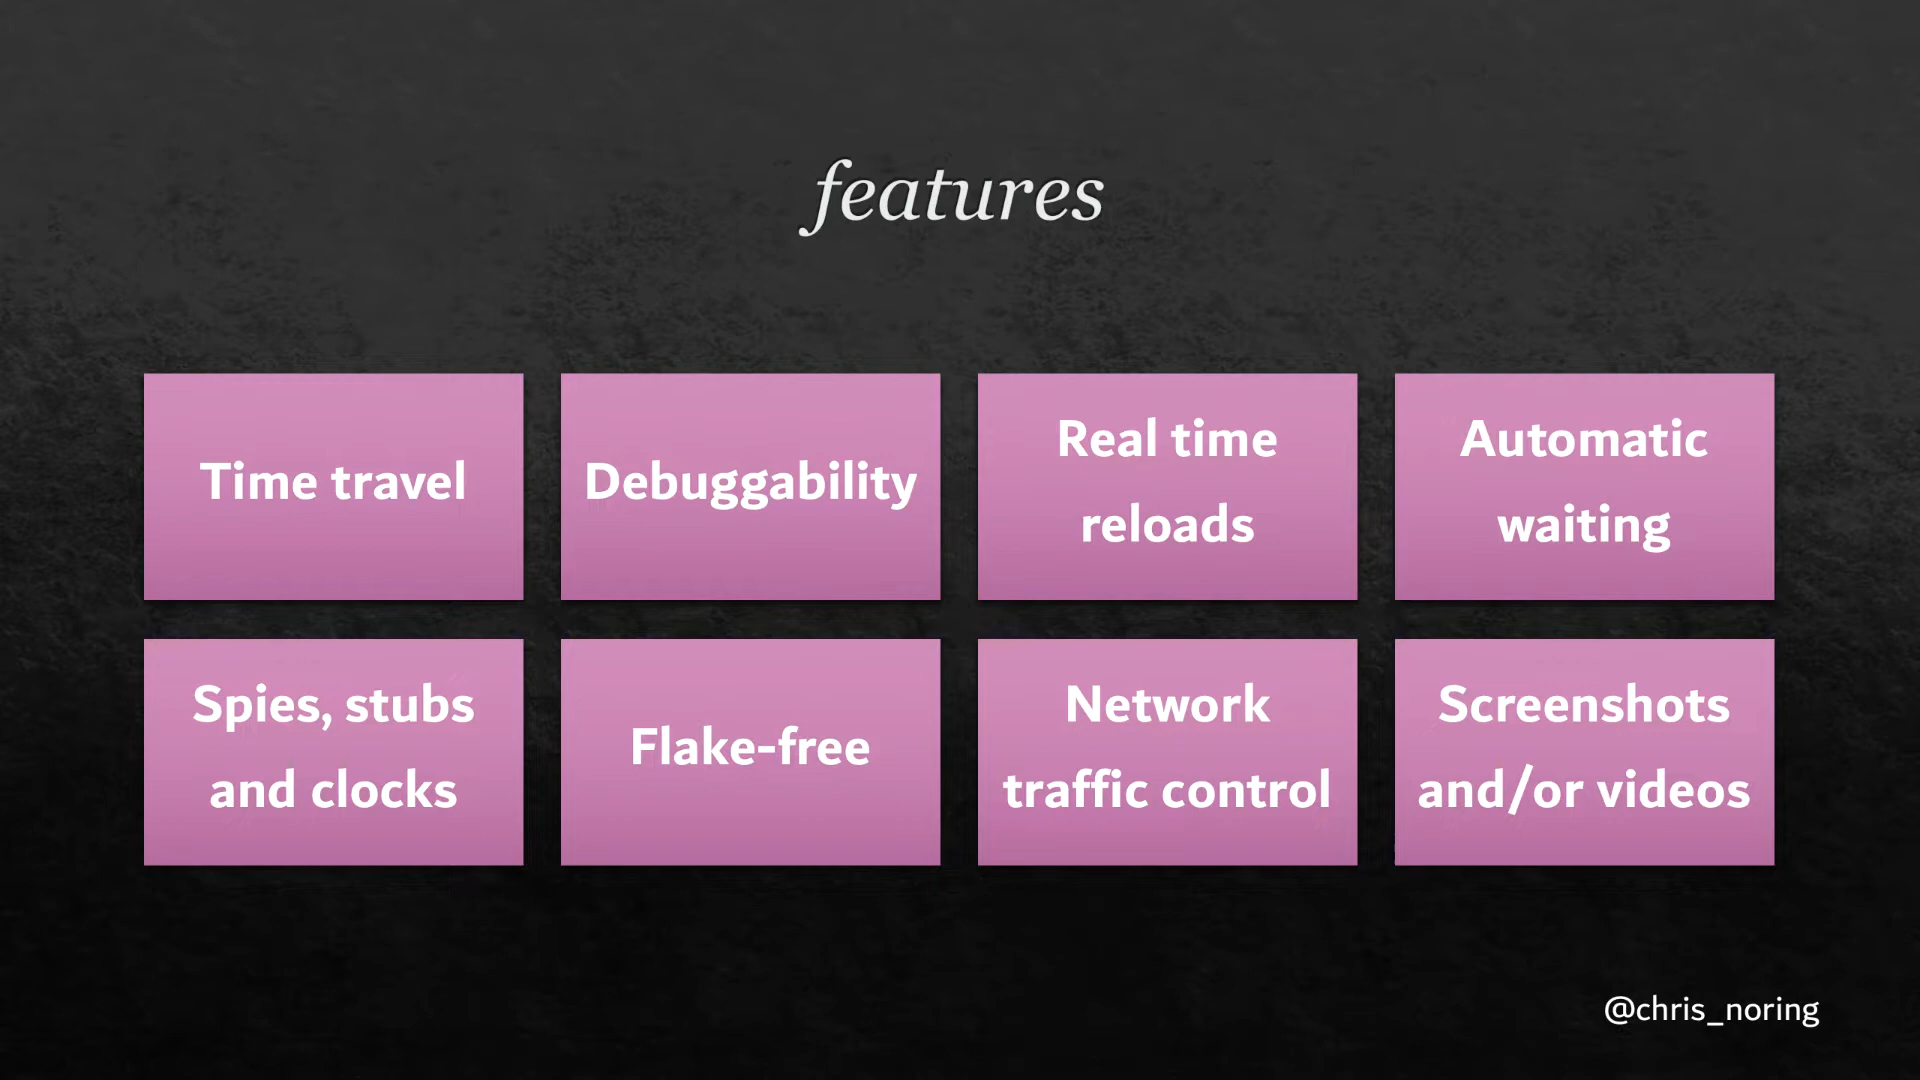 features
Time travel
Debuggability
Real time
reloads
Automatic
waiting
Spies, stubs
and clocks
Flake-free
Network
traffic control
Screenshots
and/or videos
@chris_noring